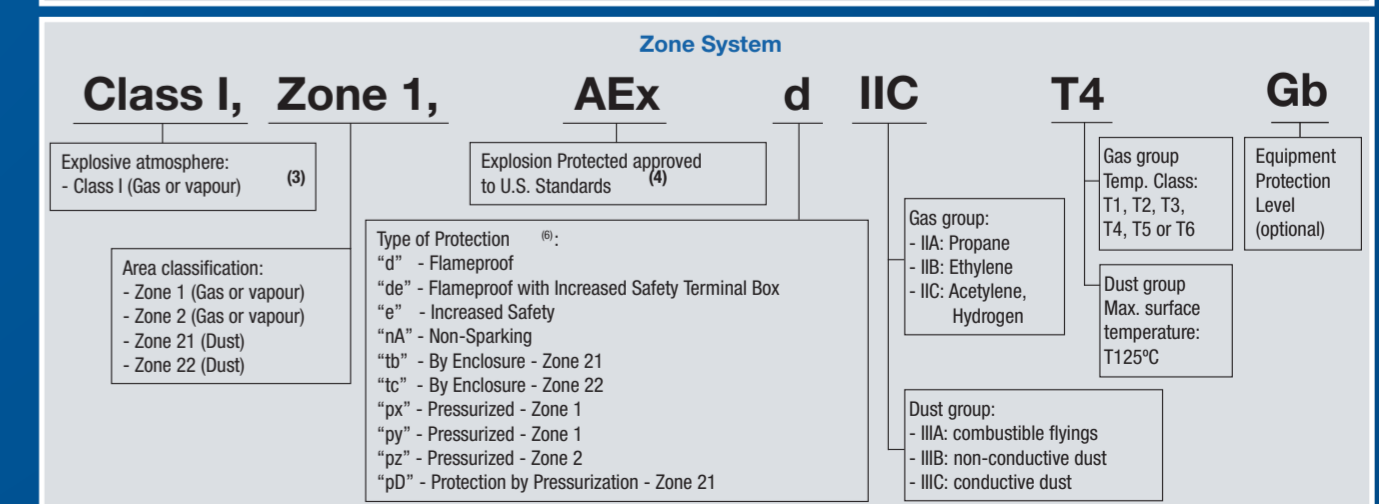 Zone System
Class I, Zone 1, AEx d IIC T4 Gb
Explosive atmosphere:
- Class I (Gas or vapour) (3)
Area classification:
- Zone 1 (Gas or vapour)
- Zone 2 (Gas or vapour)
- Zone 21 (Dust)
- Zone 22 (Dust)
Explosion Protected approved
to U.S. Standards (4)
Type of Protection (6):
“d” - Flameproof
“de” - Flameproof with Increased Safety Terminal Box
“e” - Increased Safety
“nA” - Non-Sparking
“tb” - By Enclosure - Zone 21
“tc” - By Enclosure - Zone 22
“px” - Pressurized - Zone 1
“py” - Pressurized - Zone 1
“pz” - Pressurized - Zone 2
“pD” - Protection by Pressurization - Zone 21
Gas group:
- IIA: Propane
- IIB: Ethylene
- IIC: Acetylene,
Hydrogen
Dust group:
- IIIA: combustible flyings
- IIIB: non-conductive dust
- IIIC: conductive dust
Gas group
Temp. Class:
T1, T2, T3,
T4, T5 or T6
Dust group
Max. surface
temperature:
T125ºC
Equipment
Protection
Level
(optional)